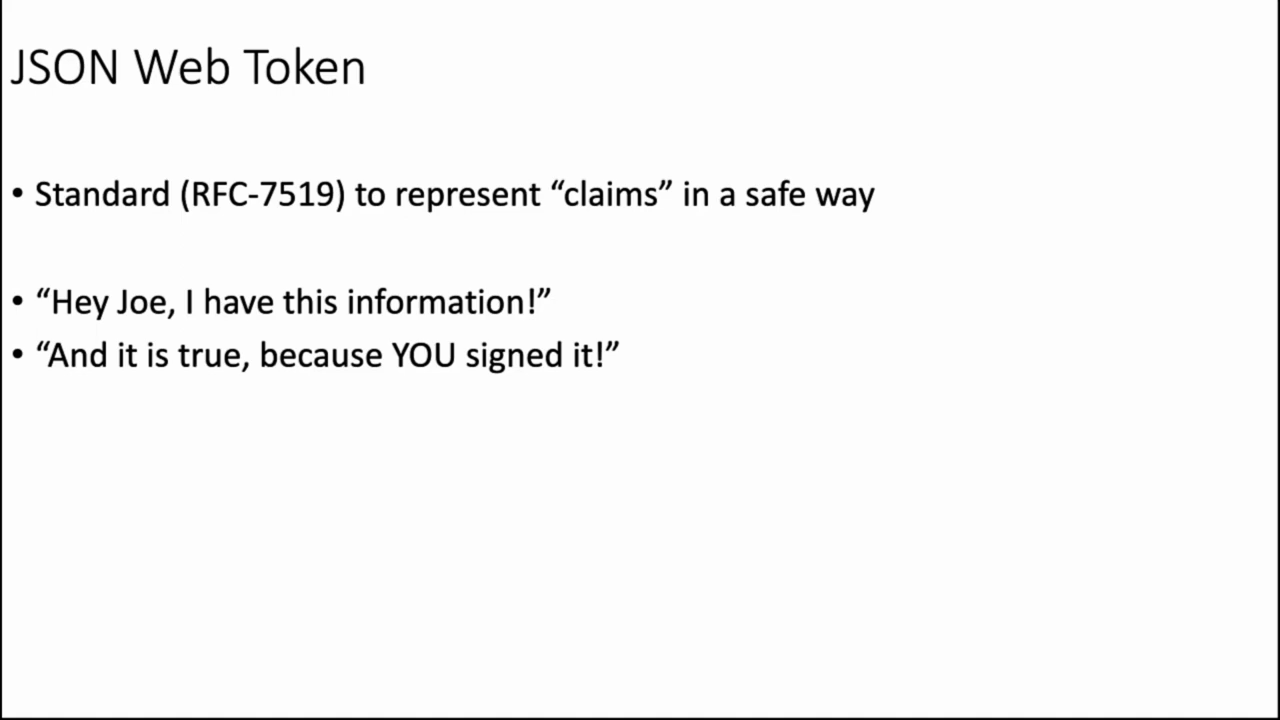 JSON Web Token
• Standard (RFC-7519) to represent “claims” in a safe way
• “Hey Joe, I have this information!”
• “And it is true, because YOU signed it!”